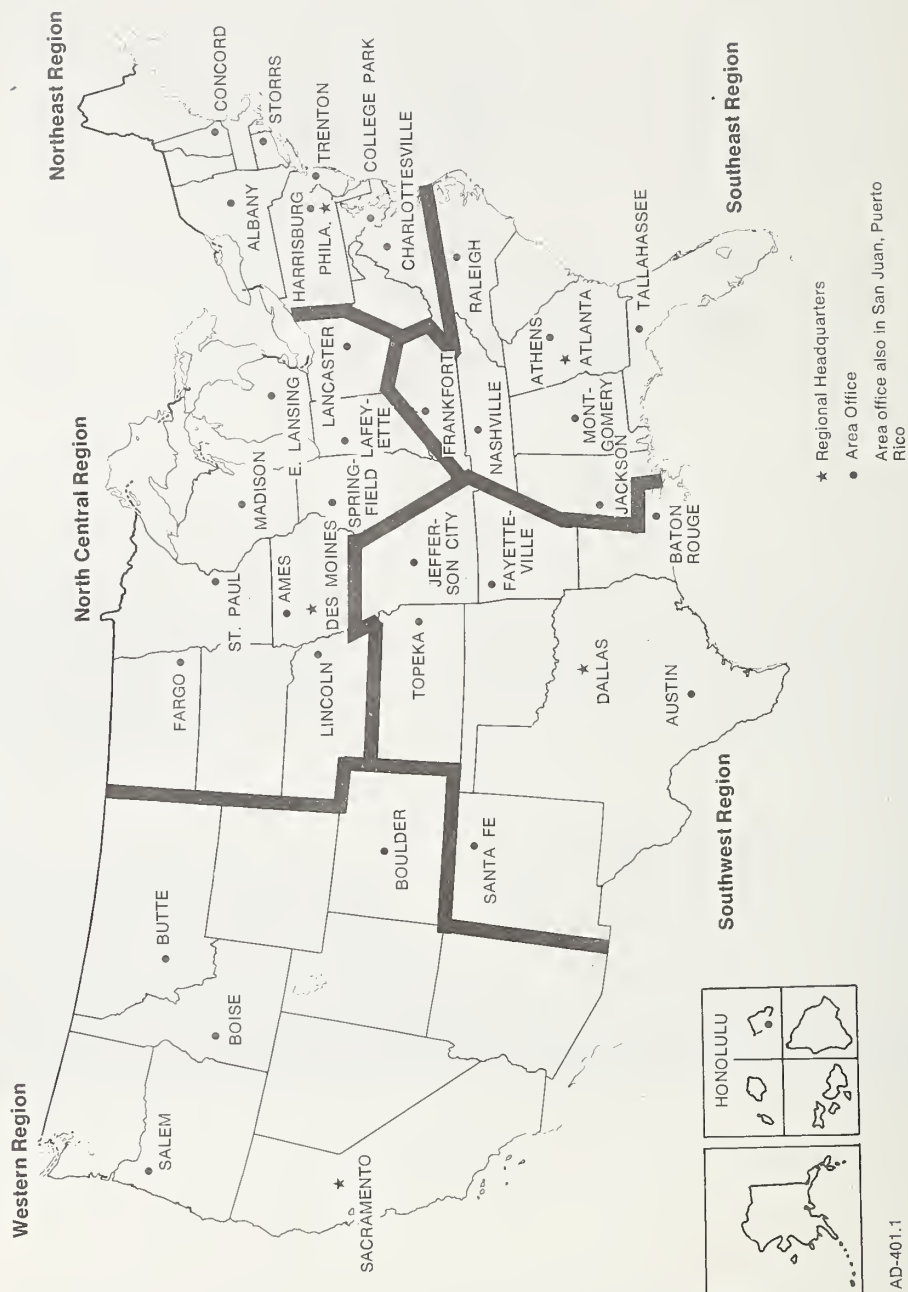 Western Region
North Central Region
Northeast Region
SALEM
BUTTE
BOISE
SACRAMENTO
BOULDER
SANTA FE
FARGO
ST. PAUL
MADISON
AMES
DES MOINES
LINCOLN
E. LANSING
LANCASTER
LAFEY-
ETTE
SPRING-
FIELD
TOPEKA
JEFFER-
SON CITY
FAYETTE-
VILLE
DALLAS
AUSTIN
BATON
ROUGE
JACKSON
CONCORD
STORRS
ALBANY
TRENTON
HARRISBURG
PHILA.
COLLEGE PARK
CHARLOTTESVILLE
FRANKFORT
RALEIGH
NASHVILLE
ATHENS
ATLANTA
MONT-
GOMERY
TALLAHASSEE
Southwest Region
Southeast Region
HONOLULU
★ Regional Headquarters
● Area Office
Area office also in San Juan, Puerto
Rico
AD-401.1